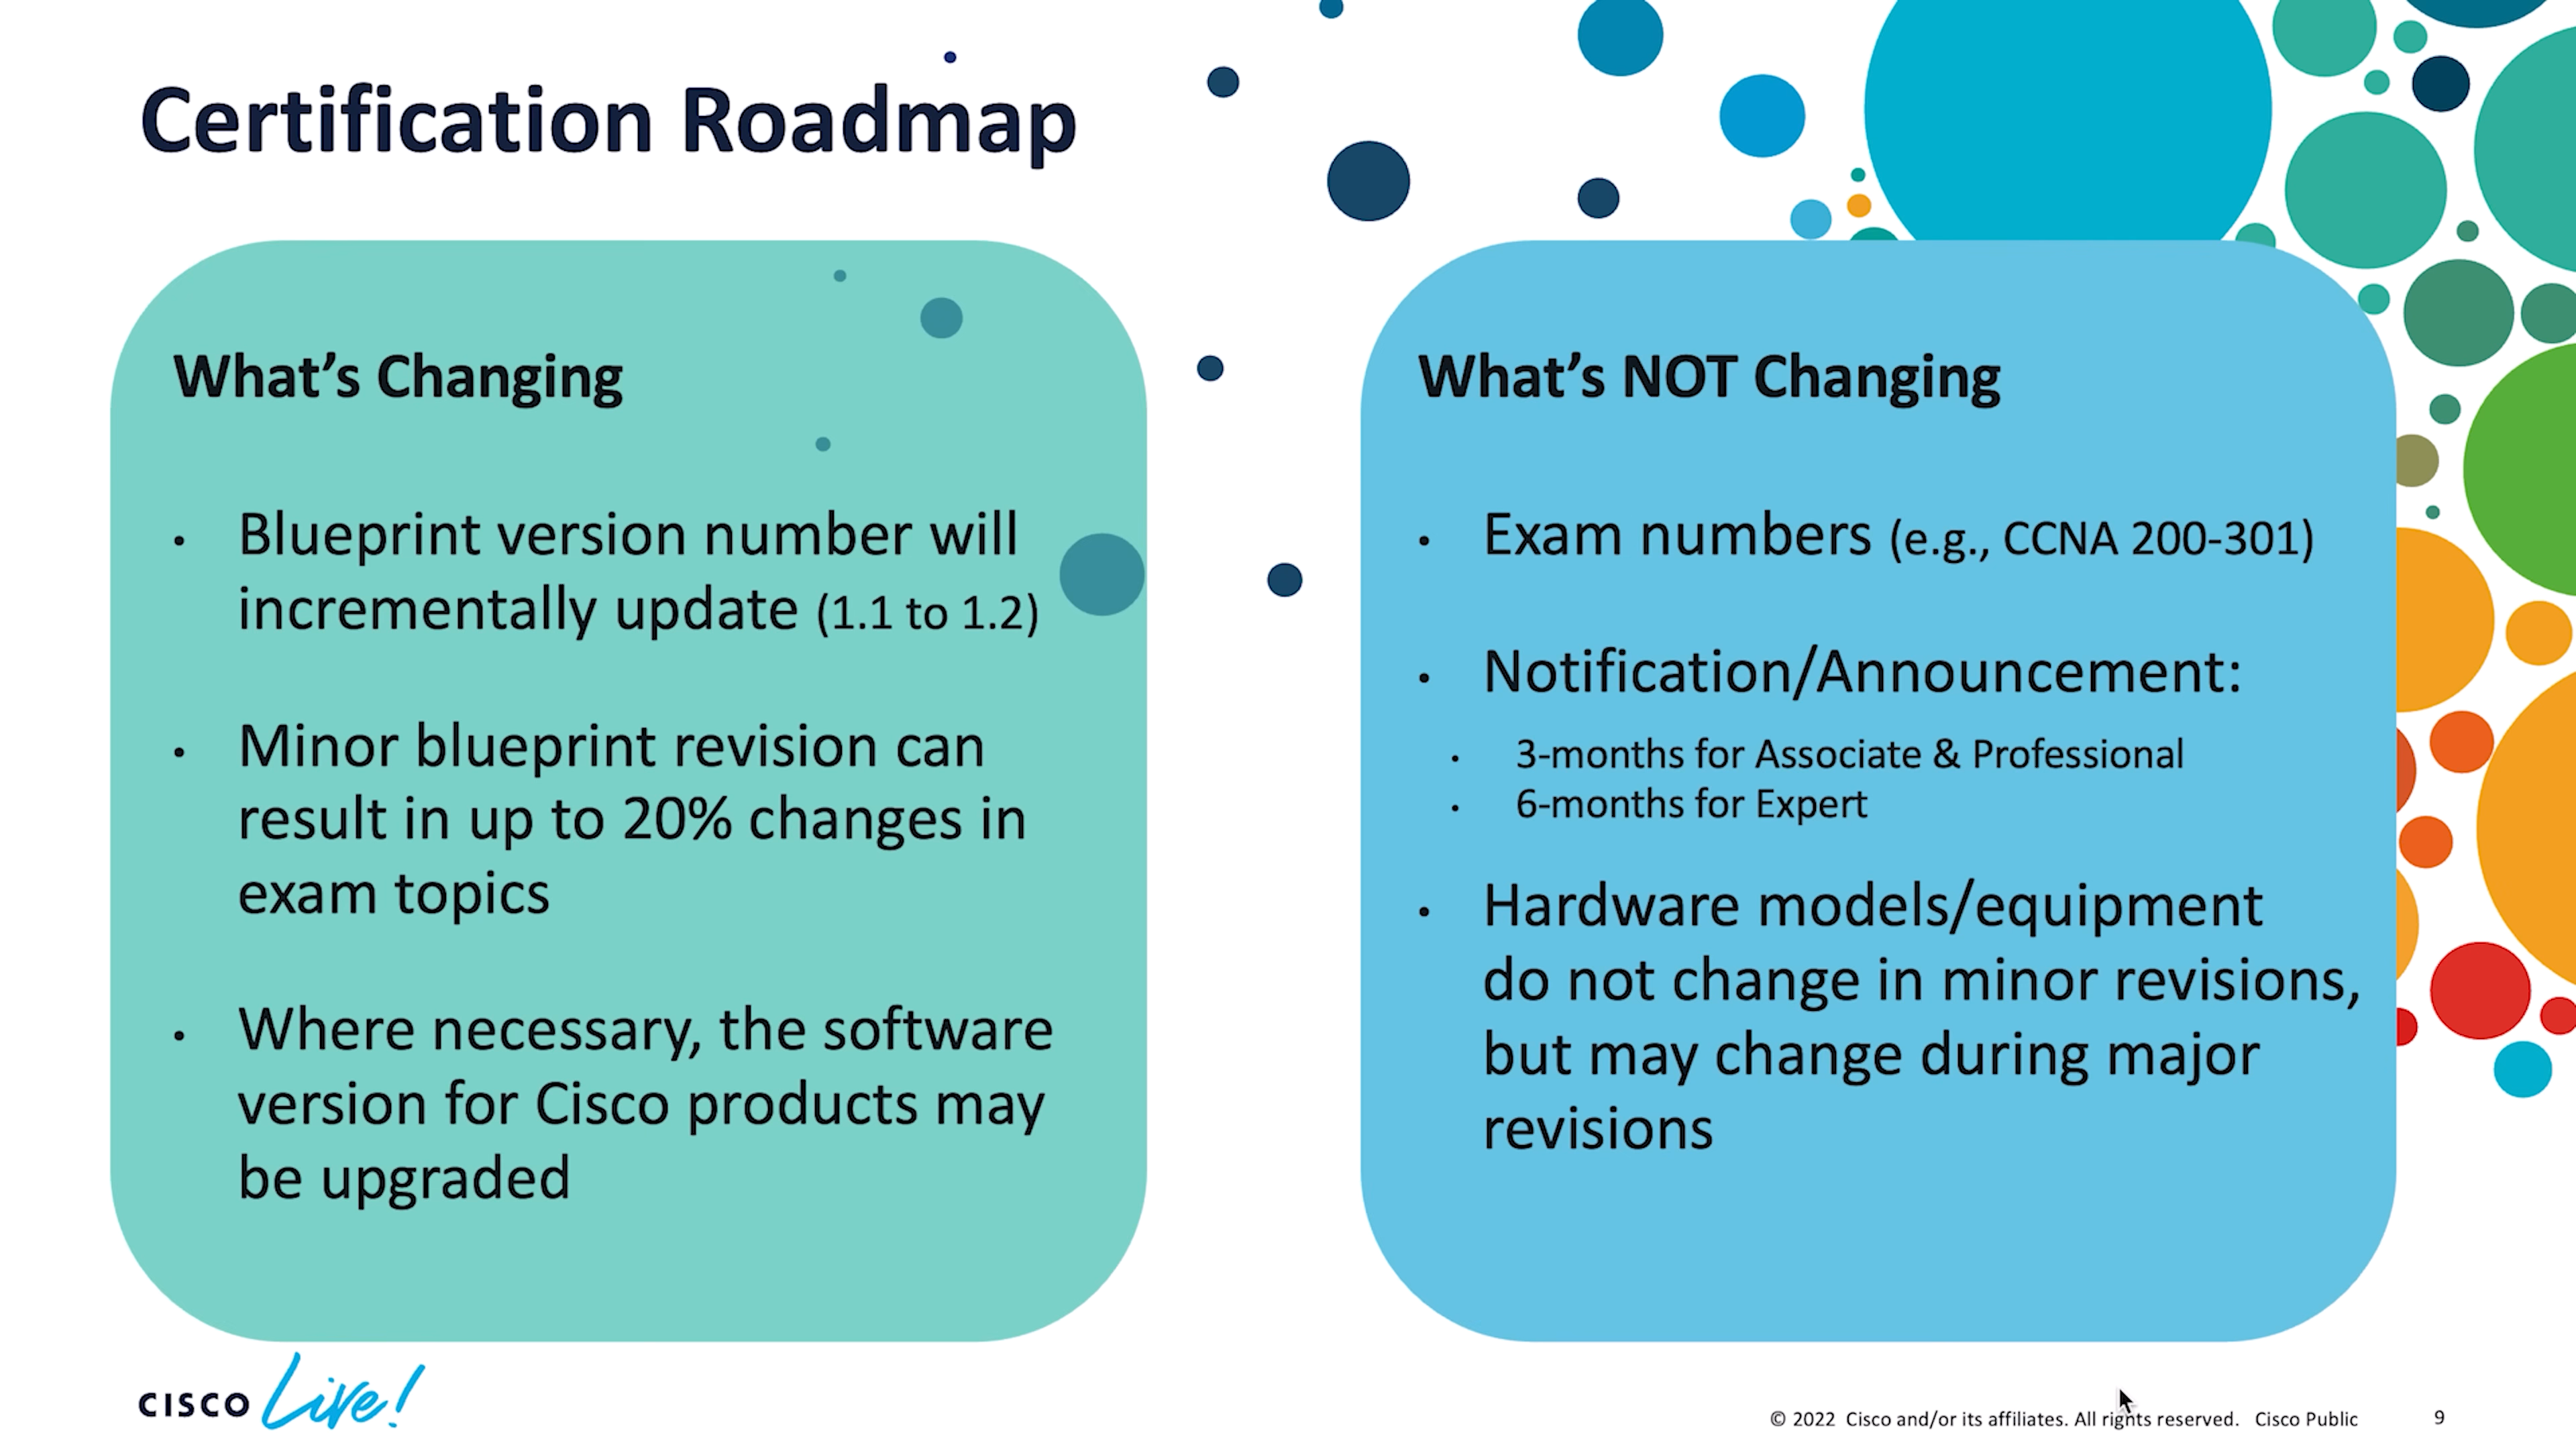 Certification Roadmap
What’s Changing
• Blueprint version number will
incrementally update (1.1 to 1.2)
• Minor blueprint revision can
result in up to 20% changes in
exam topics
• Where necessary, the software
version for Cisco products may
be upgraded
What’s NOT Changing
• Exam numbers (e.g., CCNA 200-301)
• Notification/Announcement:
• 3-months for Associate & Professional
• 6-months for Expert
• Hardware models/equipment
do not change in minor revisions,
but may change during major
revisions
CISCO Live!
© 2022 Cisco and/or its affiliates. All rights reserved. Cisco Public 9